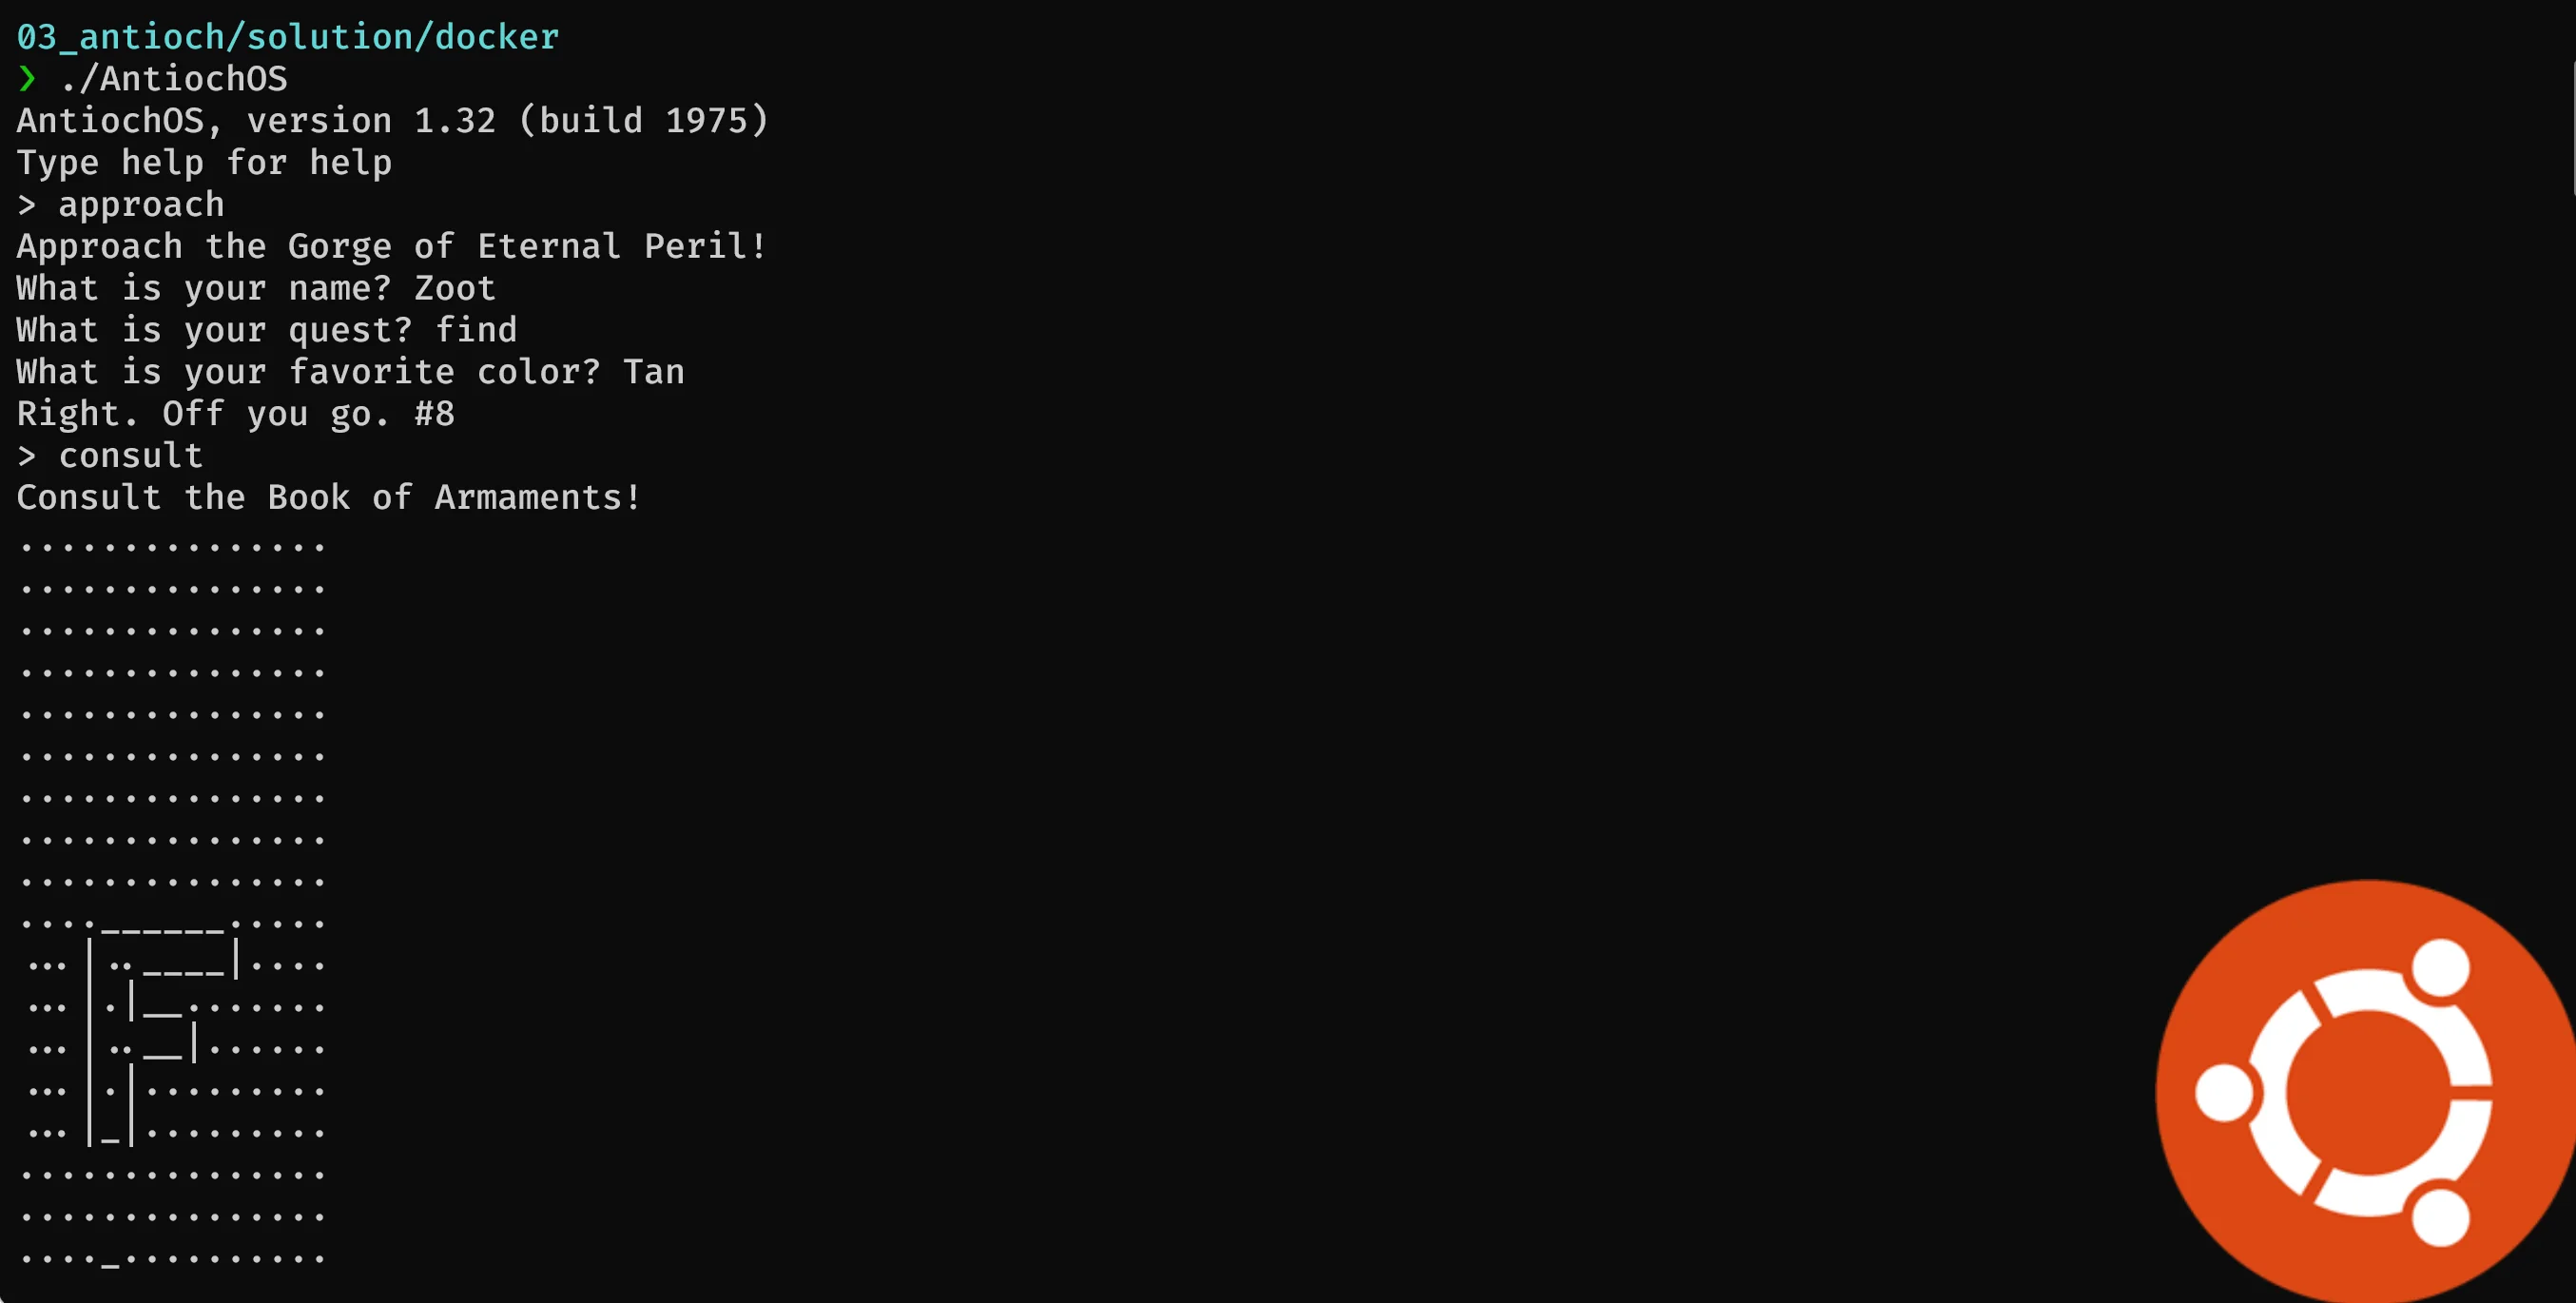 03_antioch/solution/docker
❯ ./AntiochOS
AntiochOS, version 1.32 (build 1975)
Type help for help
> approach
Approach the Gorge of Eternal Peril!
What is your name? Zoot
What is your quest? find
What is your favorite color? Tan
Right. Off you go. #8
> consult
Consult the Book of Armaments!
...............
...............
...............
...............
...............
...............
...............
...............
...............
....______.....
...|..____|....
...|.|__.......
...|..__|......
...|.|.........
...|_|.........
...............
...............
...._..........